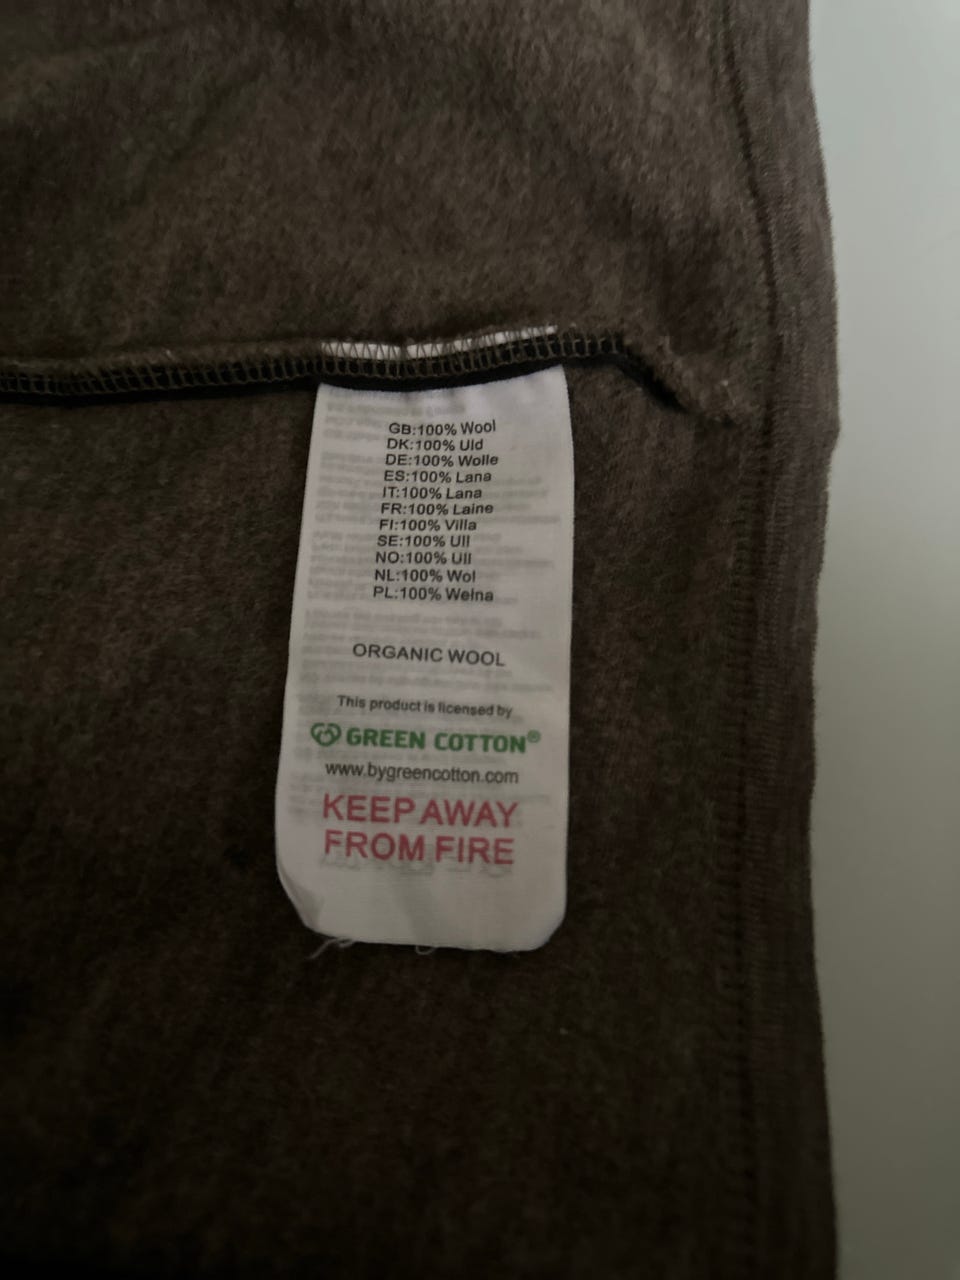 GB:100% Wool
DK:100% Uld
DE:100% Wolle
ES:100% Lana
IT:100% Lana
FR:100% Laine
FI:100% Villa
SE:100% Ull
NO:100% Ull
NL:100% Wol
PL:100% Wełna
ORGANIC WOOL
This product is licensed by
GREEN COTTON®
www.bygreencotton.com
KEEP AWAY
FROM FIRE